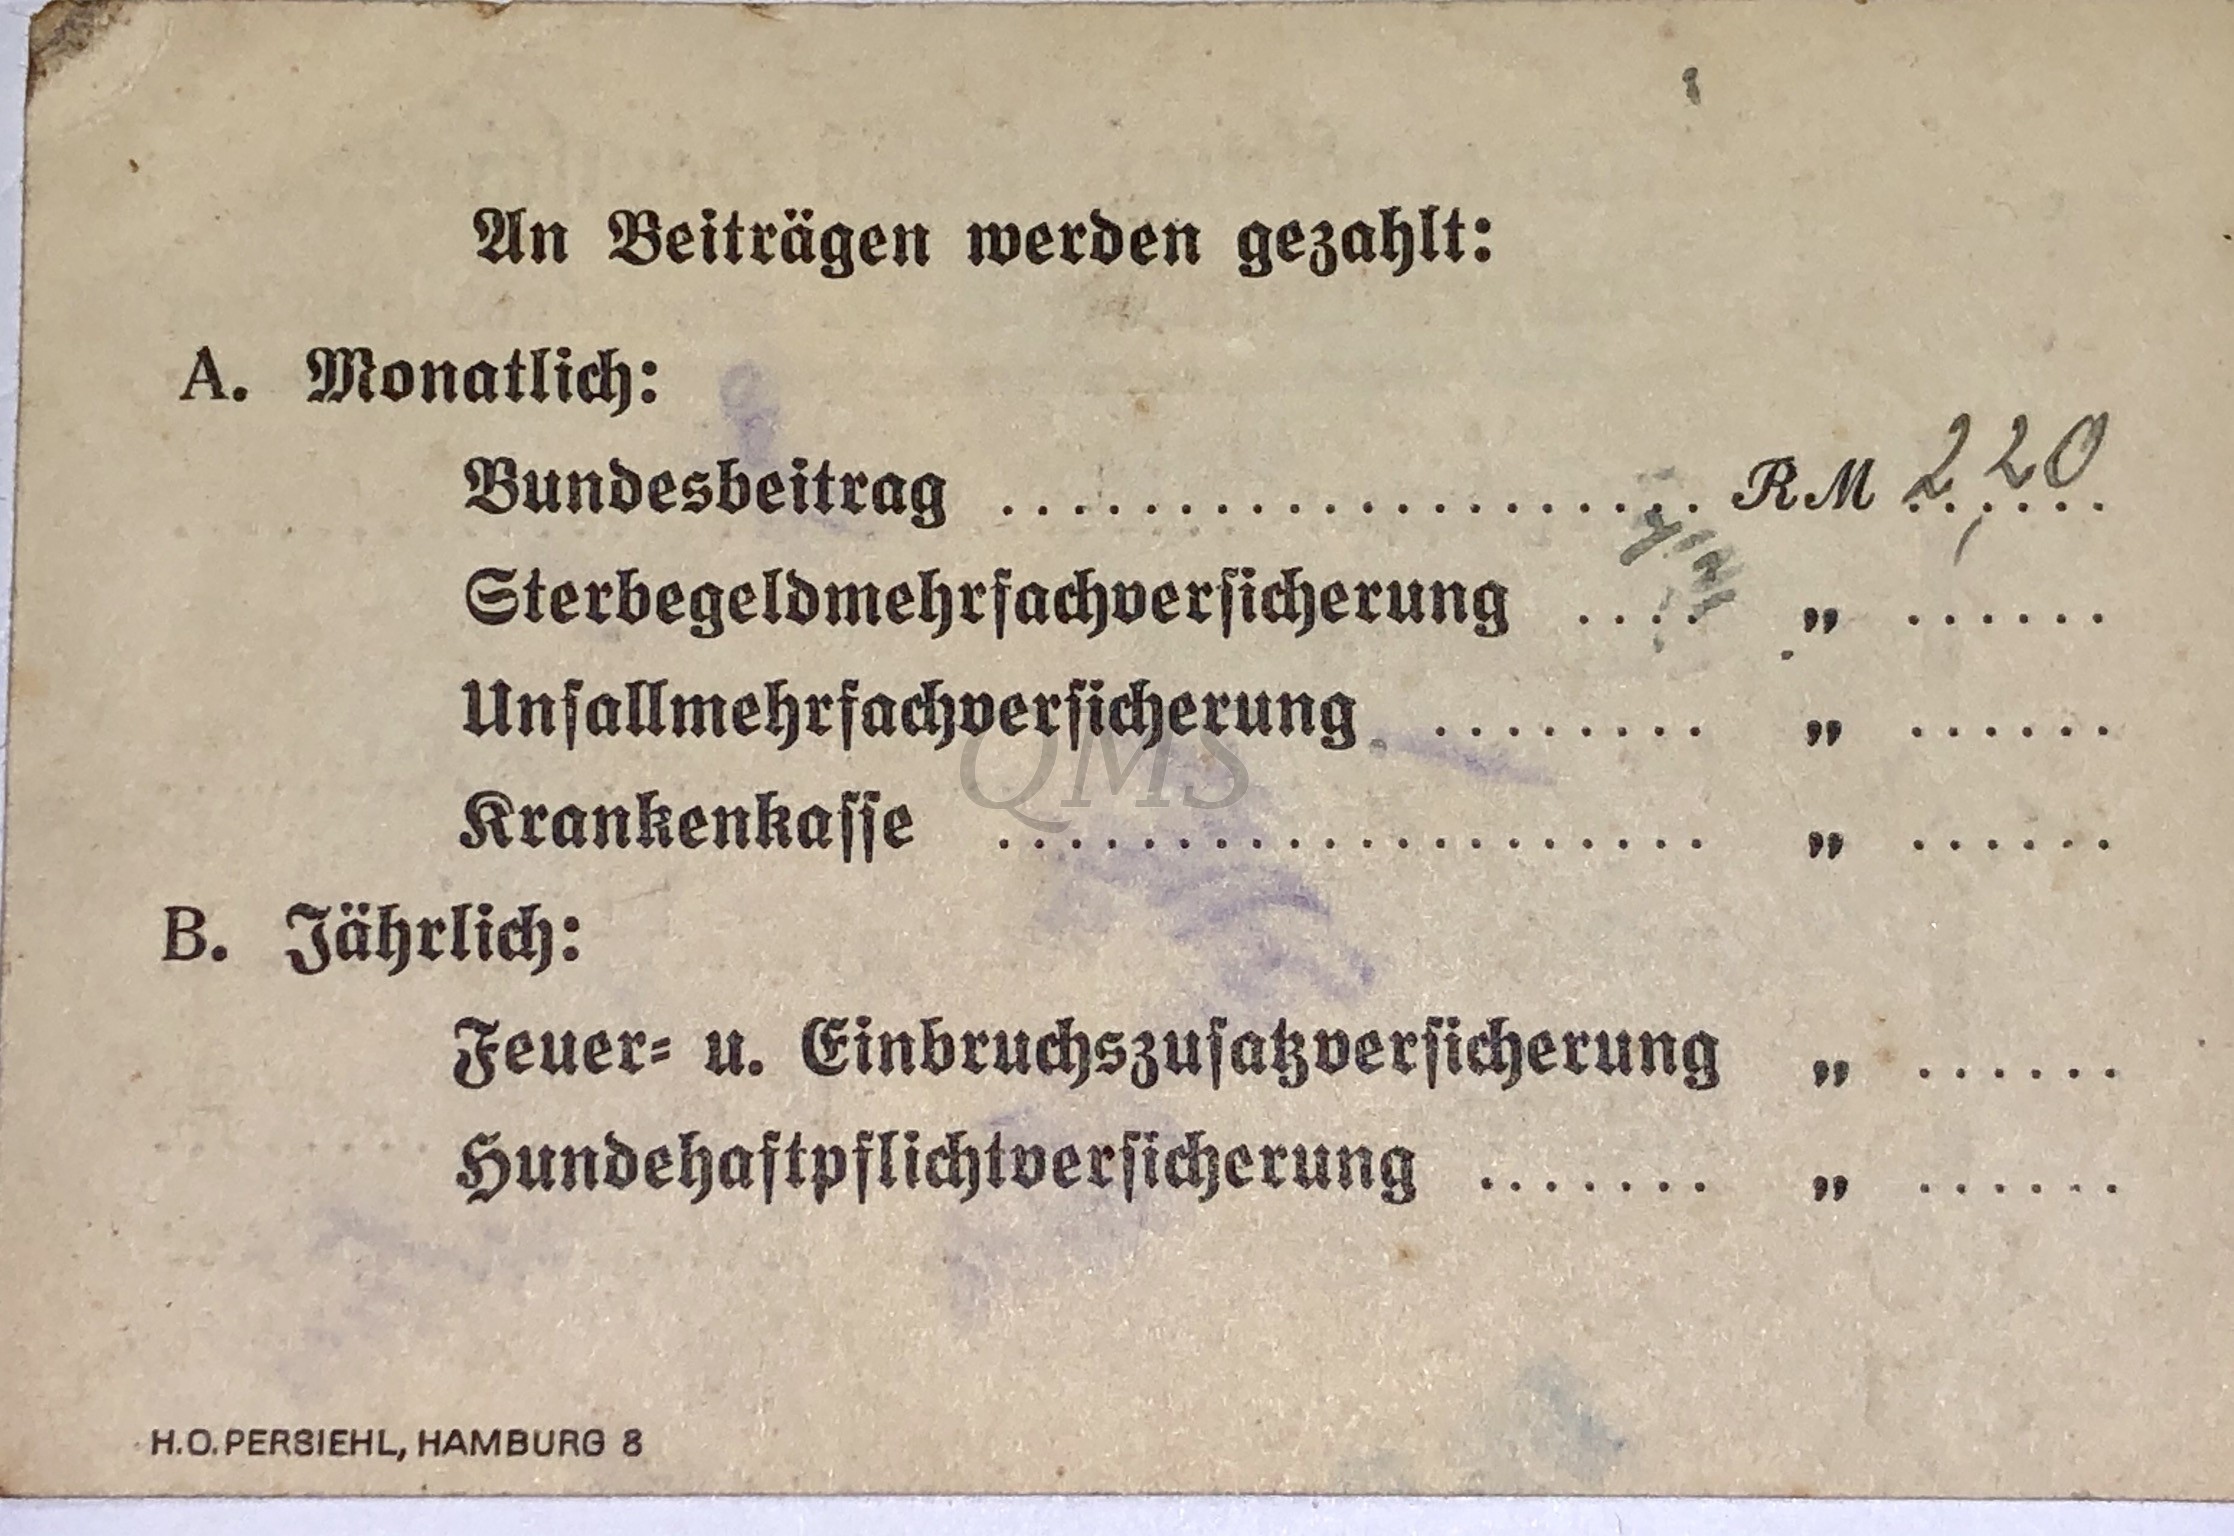 An Beiträgen werden gezahlt:
A. Monatlich:
Bundesbeitrag ..................... RM 2,20
Sterbegeldmehrfachversicherung .... „ ......
Unfallmehrfachversicherung ......... „ ......
QMS
Krankenkasse ..................... „ ......
B. Jährlich:
Feuer- u. Einbruchszusatzversicherung „ ......
Hundehaftpflichtversicherung ....... „ ......
H.O. PERSIEHL, HAMBURG 8